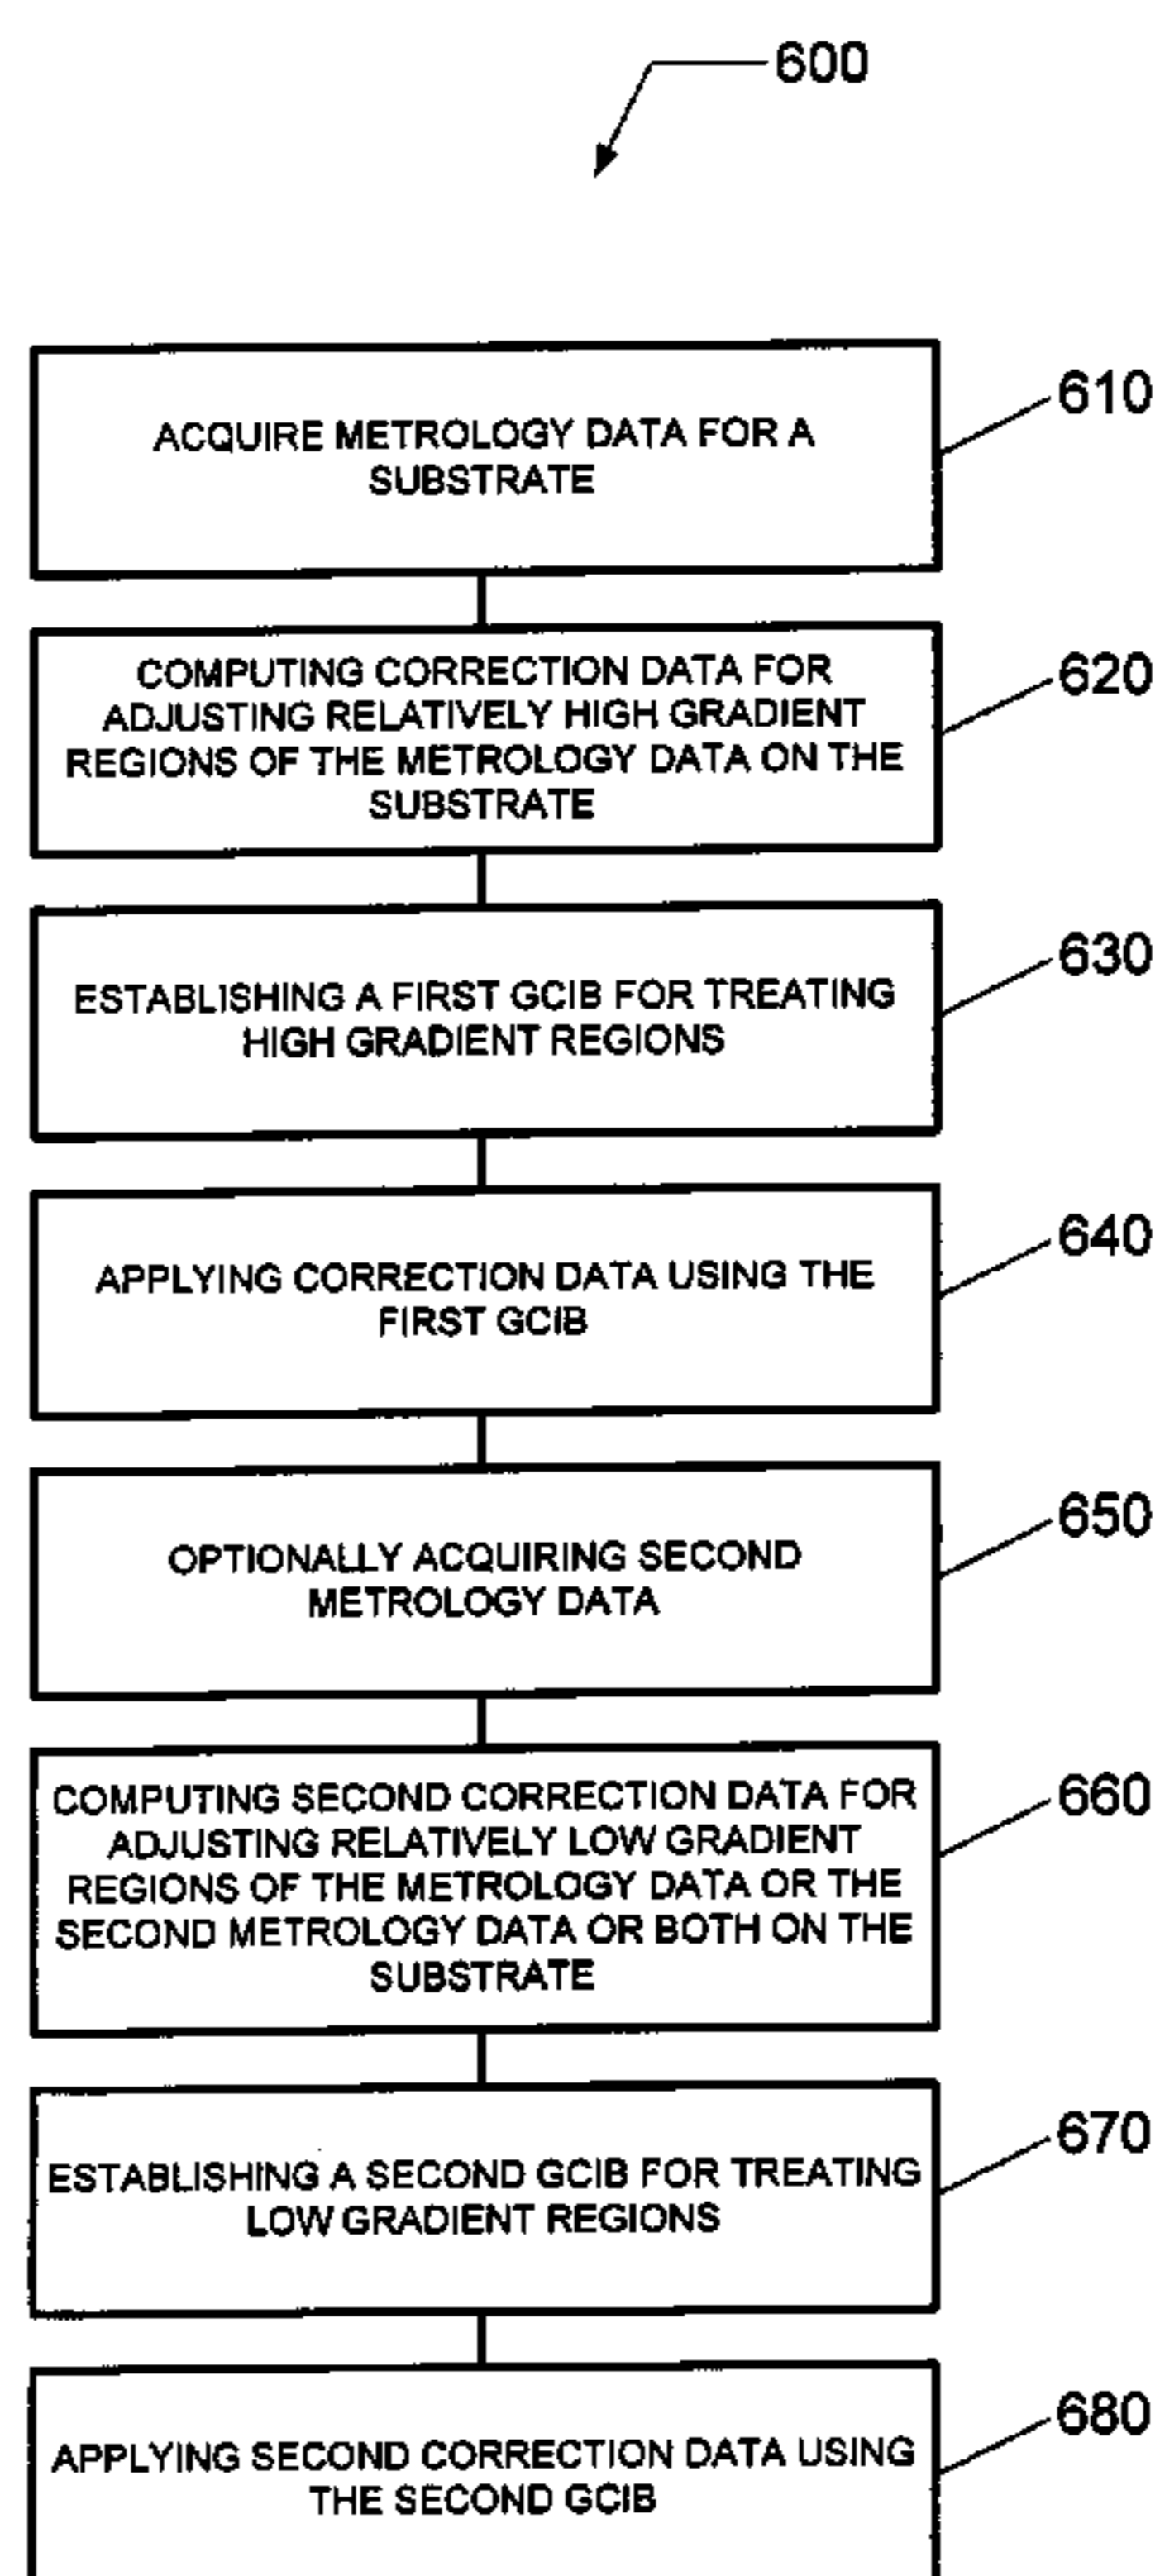 600
ACQUIRE METROLOGY DATA FOR A
SUBSTRATE
610
COMPUTING CORRECTION DATA FOR
ADJUSTING RELATIVELY HIGH GRADIENT
REGIONS OF THE METROLOGY DATA ON THE
SUBSTRATE
620
ESTABLISHING A FIRST GCIB FOR TREATING
HIGH GRADIENT REGIONS
630
APPLYING CORRECTION DATA USING THE
FIRST GCIB
640
OPTIONALLY ACQUIRING SECOND
METROLOGY DATA
650
COMPUTING SECOND CORRECTION DATA FOR
ADJUSTING RELATIVELY LOW GRADIENT
REGIONS OF THE METROLOGY DATA OR THE
SECOND METROLOGY DATA OR BOTH ON THE
SUBSTRATE
660
ESTABLISHING A SECOND GCIB FOR TREATING
LOW GRADIENT REGIONS
670
APPLYING SECOND CORRECTION DATA USING
THE SECOND GCIB
680